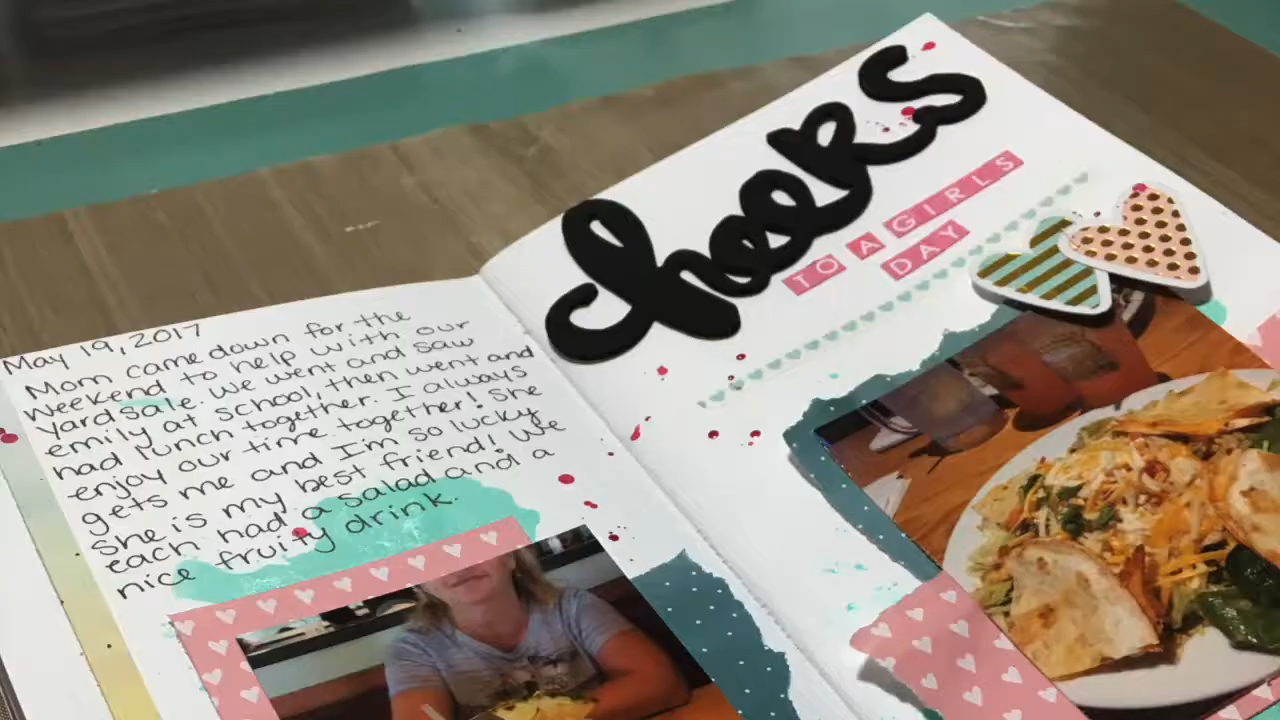 May 19, 2017
Mom came down for the
weekend to help with our
yard sale. We went and saw
emily at school, then went and
had lunch together. I always
enjoy our time together! She
gets me and I'm so lucky
she is my best friend! We
each had a salad and a
nice fruity drink.
cheers
TO A GIRLS
DAY